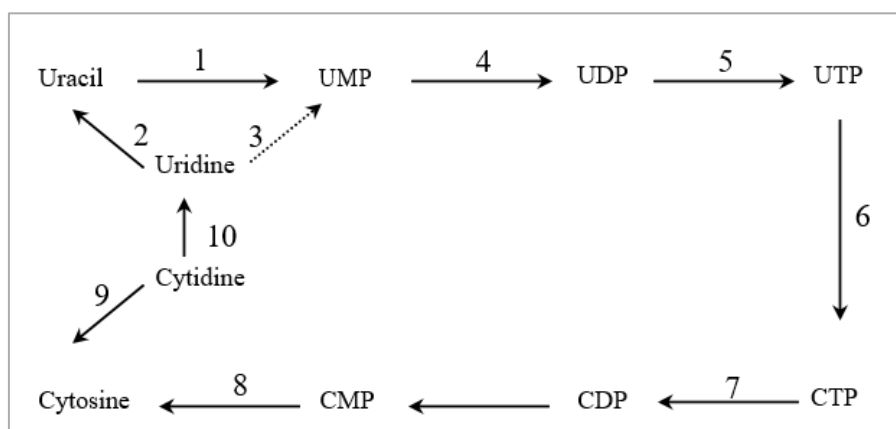 1 4 5
Uracil UMP UDP UTP
2 3
Uridine
6
10
Cytidine
9
8 7
Cytosine CMP CDP CTP